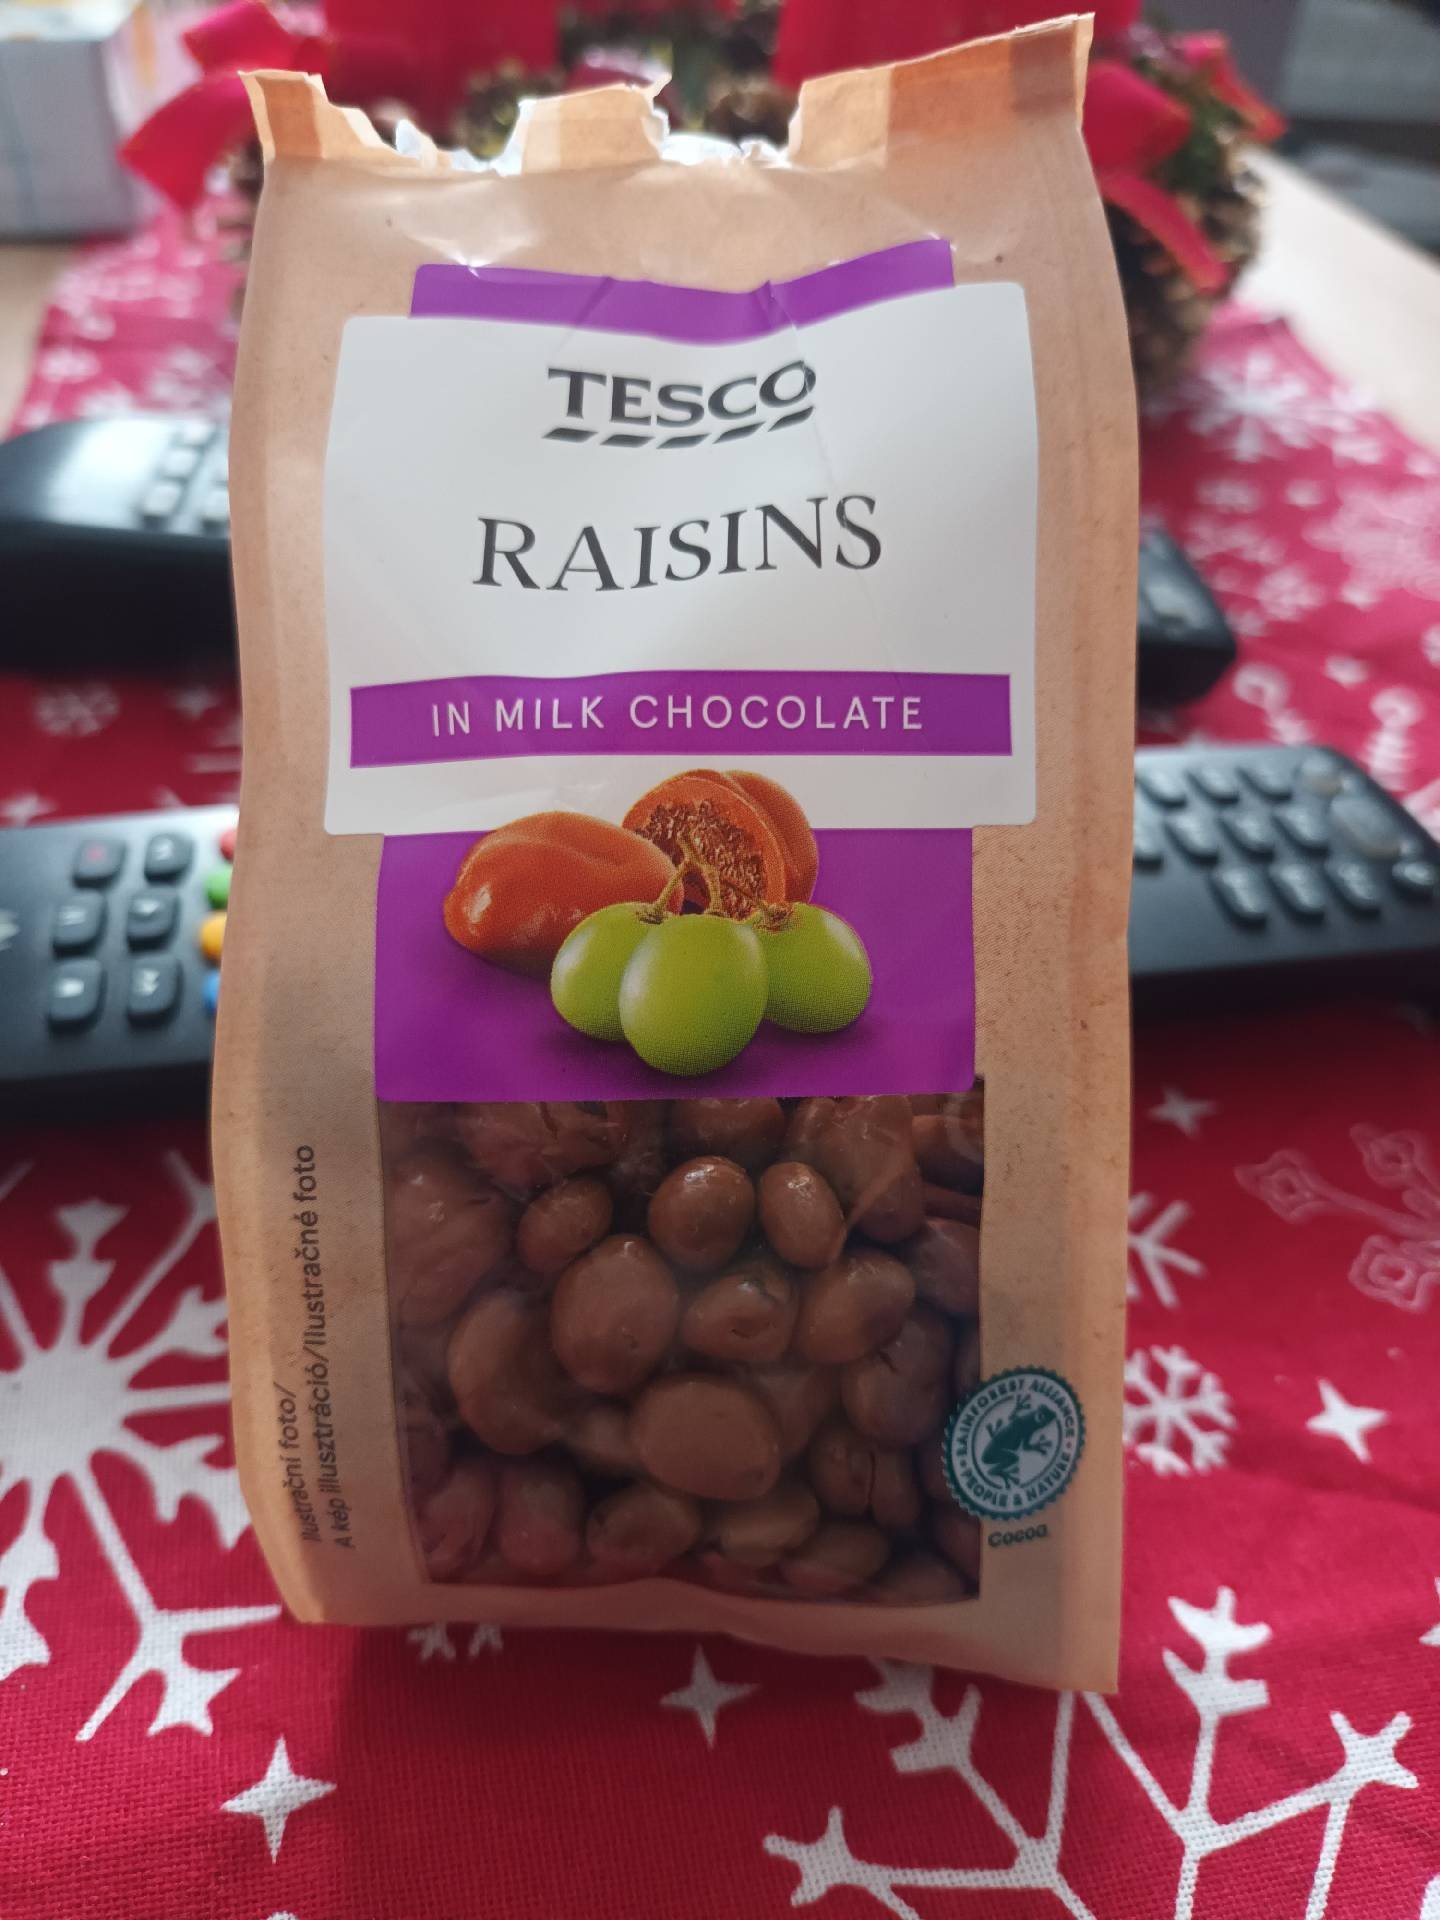 TESCO
RAISINS
IN MILK CHOCOLATE
Ilustrační foto/
A kép illusztráció/Ilustračné foto
RAINFOREST ALLIANCE
PEOPLE & NATURE
Cocoa